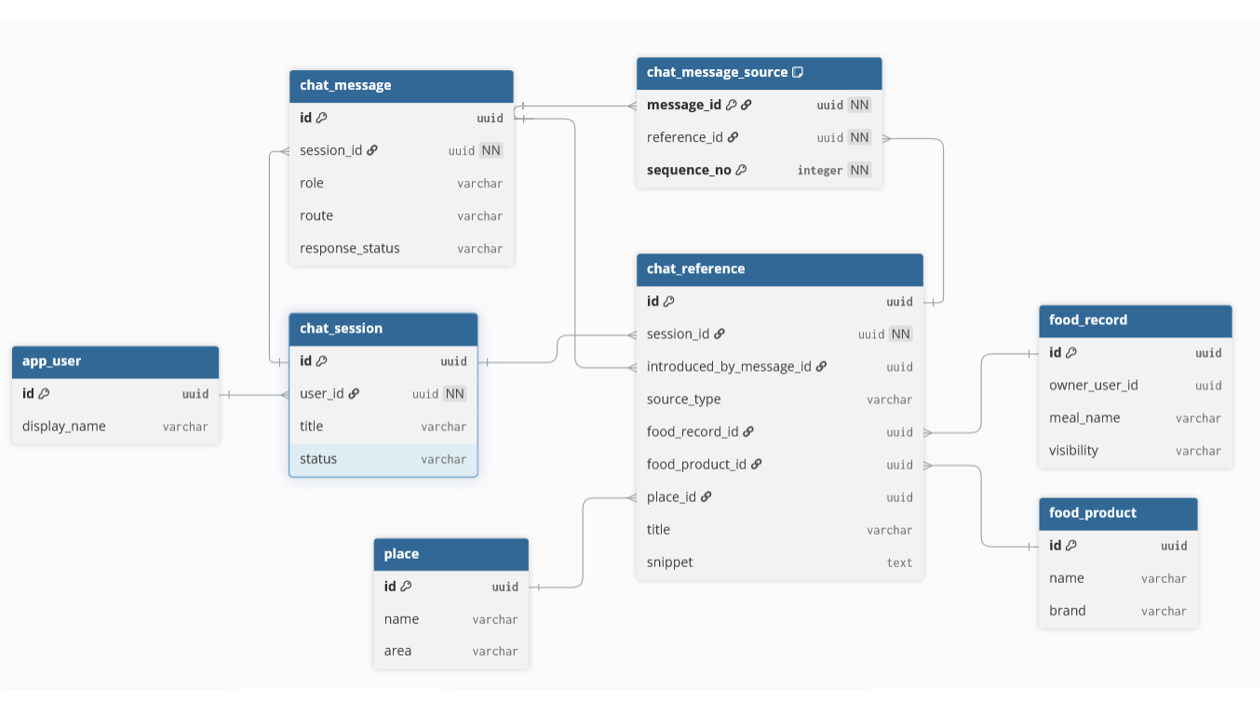 chat_message
id uuid
session_id uuid NN
role varchar
route varchar
response_status varchar
chat_message_source
message_id uuid NN
reference_id uuid NN
sequence_no integer NN
chat_reference
id uuid
session_id uuid NN
introduced_by_message_id uuid
source_type varchar
food_record_id uuid
food_product_id uuid
place_id uuid
title varchar
snippet text
chat_session
id uuid
user_id uuid NN
title varchar
status varchar
app_user
id uuid
display_name varchar
food_record
id uuid
owner_user_id uuid
meal_name varchar
visibility varchar
food_product
id uuid
name varchar
brand varchar
place
id uuid
name varchar
area varchar